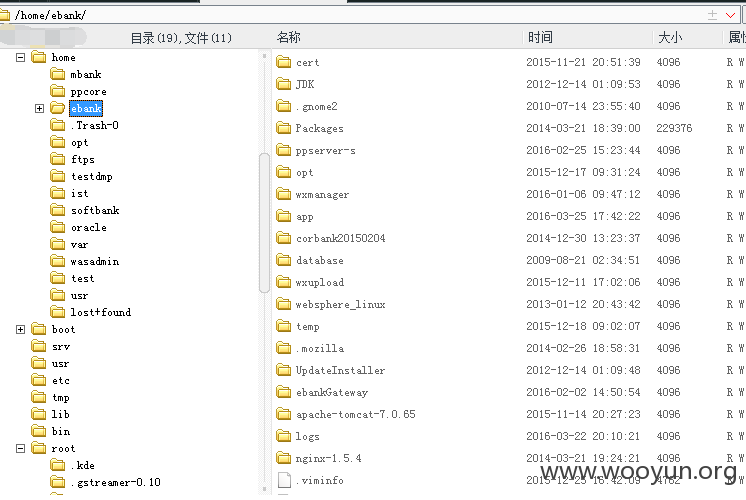 /home/ebank/
目录(19),文件(11)
名称 时间 大小 属性
home
mbank
ppcore
ebank
.Trash-0
opt
ftps
testdmp
ist
softbank
oracle
var
wasadmin
test
usr
lost+found
boot
srv
usr
etc
tmp
lib
bin
root
.kde
.gstreamer-0.10
cert 2015-11-21 20:51:39 4096 R W
JDK 2012-12-14 01:09:53 4096 R W
.gnome2 2010-07-14 23:55:40 4096 R W
Packages 2014-03-21 18:39:00 229376 R W
ppserver-s 2016-02-25 15:23:44 4096 R W
opt 2015-12-17 09:31:24 4096 R W
wxmanager 2016-01-06 09:47:12 4096 R W
app 2016-03-25 17:42:22 4096 R W
corbank20150204 2014-12-30 13:23:37 4096 R W
database 2009-08-21 02:34:51 4096 R W
wxupload 2015-12-11 17:02:06 4096 R W
websphere_linux 2013-01-12 20:43:42 4096 R W
temp 2015-12-18 09:02:07 4096 R W
.mozilla 2014-02-26 18:58:31 4096 R W
UpdateInstaller 2012-12-14 01:09:48 4096 R W
ebankGateway 2016-02-02 14:50:54 4096 R W
apache-tomcat-7.0.65 2015-11-14 20:27:23 4096 R W
logs 2016-03-22 20:10:21 4096 R W
nginx-1.5.4 2014-03-21 19:24:21 4096 R W
.viminfo 2015-12-25 16:42:09 4762 R W
www.wooyun.org